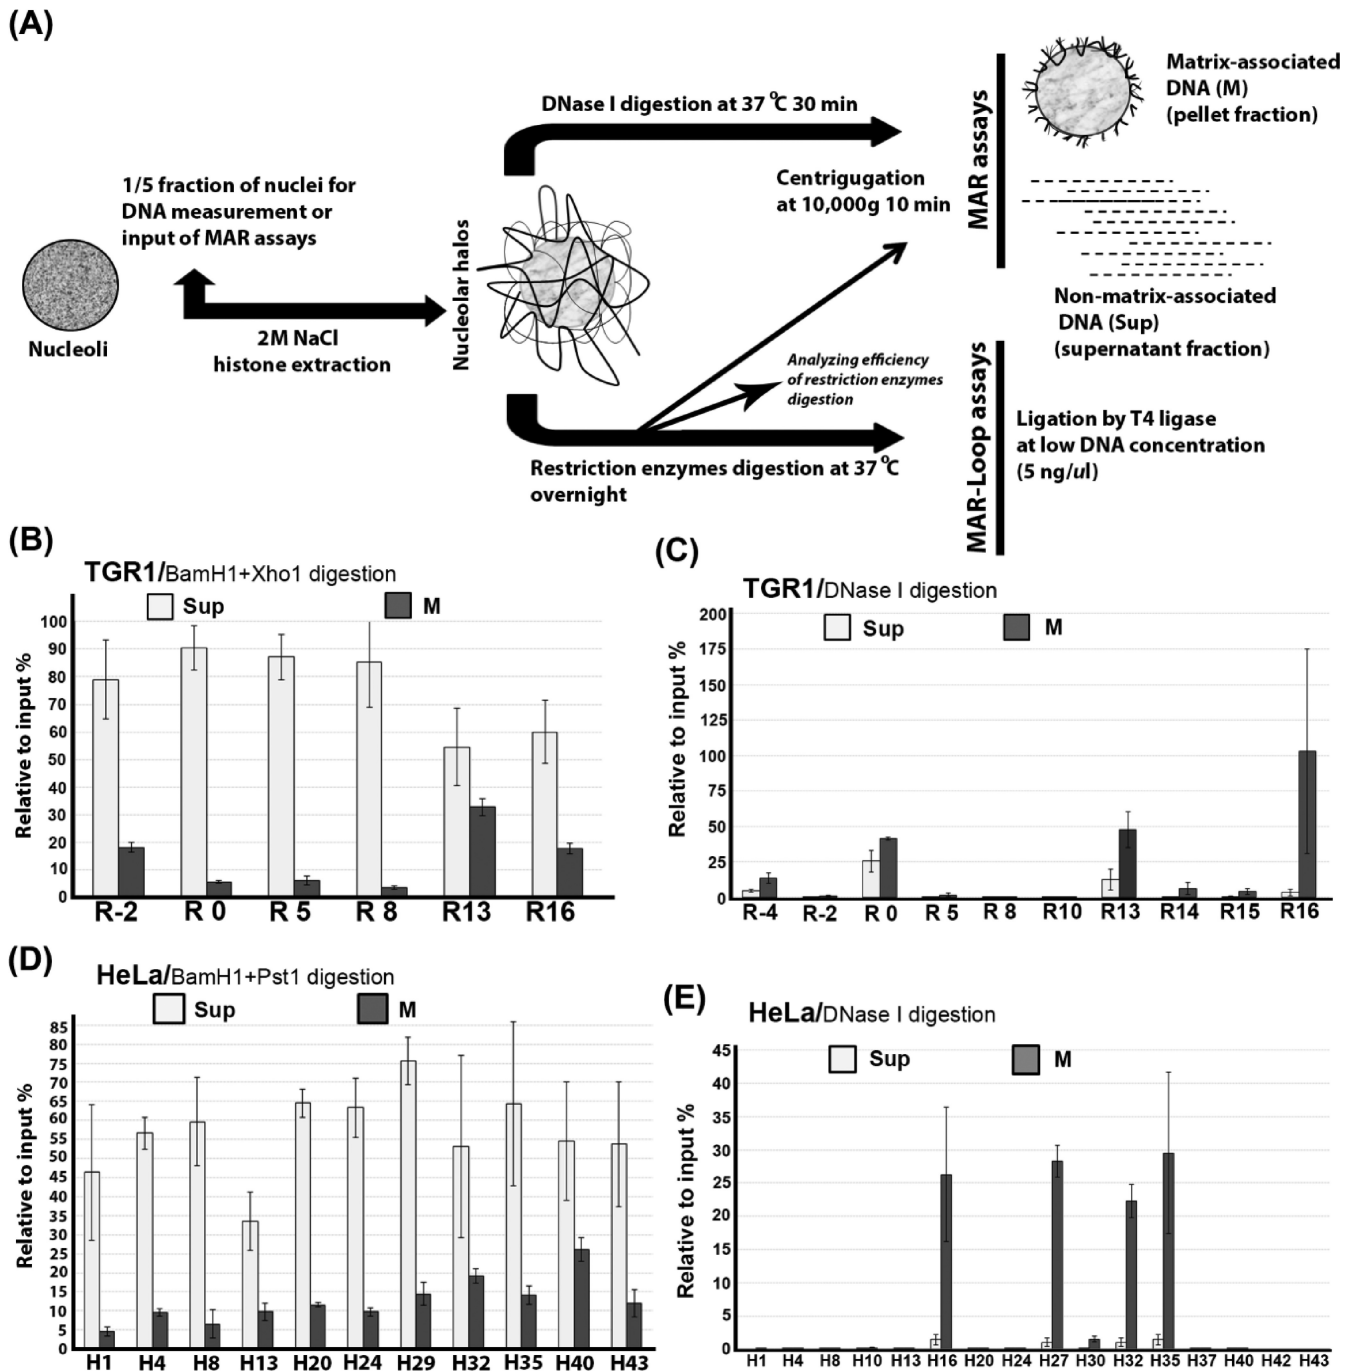 (A)
DNase I digestion at 37 °C 30 min
Matrix-associated
DNA (M)
(pellet fraction)
MAR assays
1/5 fraction of nuclei for
DNA measurement or
input of MAR assays
Centrigugation
at 10,000g 10 min
Nucleoli
2M NaCl
histone extraction
Nucleolar halos
Non-matrix-associated
DNA (Sup)
(supernatant fraction)
Analyzing efficiency
of restriction enzymes
digestion
MAR-Loop assays
Ligation by T4 ligase
at low DNA concentration
(5 ng/ul)
Restriction enzymes digestion at 37 °C
overnight
(B)
TGR1/BamH1+Xho1 digestion
Sup M
Relative to input %
100
90
80
70
60
50
40
30
20
10
0
R-2 R 0 R 5 R 8 R13 R16
(C)
TGR1/DNase I digestion
Sup M
Relative to input %
200
175
150
125
100
75
50
25
0
R-4 R-2 R 0 R 5 R 8 R10 R13 R14 R15 R16
(D)
HeLa/BamH1+Pst1 digestion
Sup M
Relative to input %
85
80
75
70
65
60
55
50
45
40
35
30
25
20
15
10
5
0
H1 H4 H8 H13 H20 H24 H29 H32 H35 H40 H43
(E)
HeLa/DNase I digestion
Sup M
Relative to input %
45
40
35
30
25
20
15
10
5
0
H1 H4 H8 H10 H13 H16 H20 H24 H27 H30 H32 H35 H37 H40 H42 H43